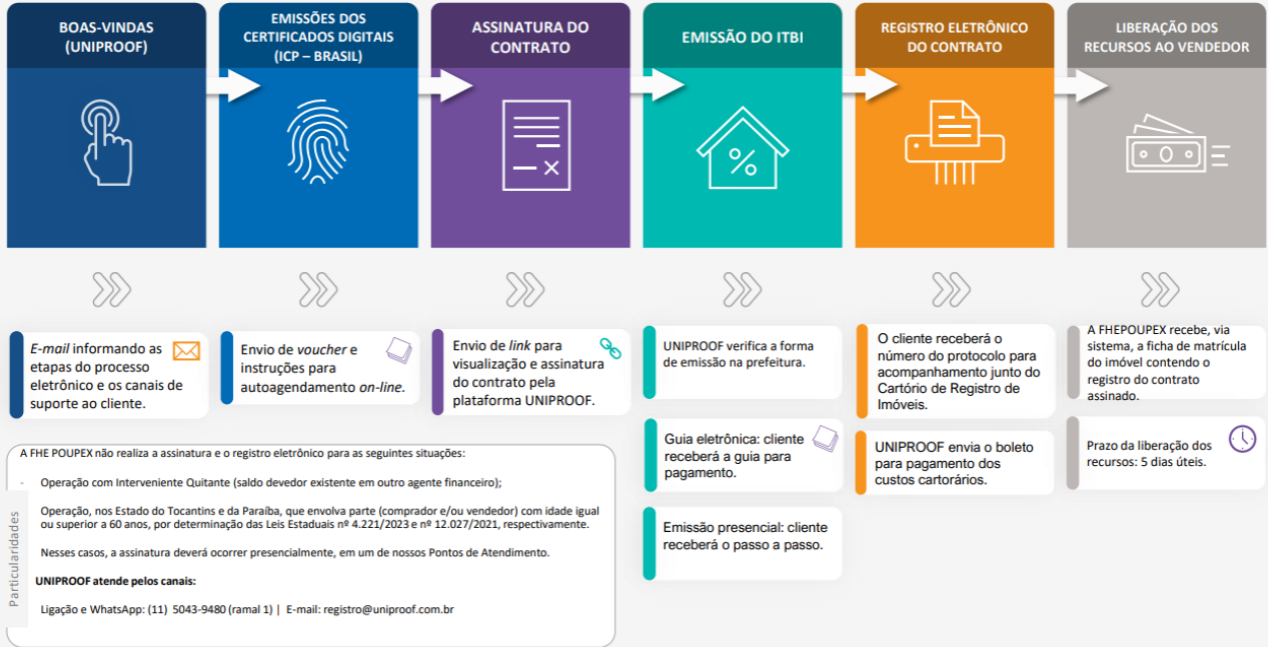 BOAS-VINDAS
(UNIPROOF)
EMISSÕES DOS
CERTIFICADOS DIGITAIS
(ICP – BRASIL)
ASSINATURA DO
CONTRATO
EMISSÃO DO ITBI
REGISTRO ELETRÔNICO
DO CONTRATO
LIBERAÇÃO DOS
RECURSOS AO VENDEDOR
E-mail informando as
etapas do processo
eletrônico e os canais de
suporte ao cliente.
Envio de voucher e
instruções para
autoagendamento on-line.
Envio de link para
visualização e assinatura
do contrato pela
plataforma UNIPROOF.
UNIPROOF verifica a forma
de emissão na prefeitura.
Guia eletrônica: cliente
receberá a guia para
pagamento.
Emissão presencial: cliente
receberá o passo a passo.
O cliente receberá o
número do protocolo para
acompanhamento junto do
Cartório de Registro de
Imóveis.
UNIPROOF envia o boleto
para pagamento dos
custos cartorários.
A FHEPOUPEX recebe, via
sistema, a ficha de matrícula
do imóvel contendo o
registro do contrato
assinado.
Prazo da liberação dos
recursos: 5 dias úteis.
Particularidades
A FHE POUPEX não realiza a assinatura e o registro eletrônico para as seguintes situações:
- Operação com Interveniente Quitante (saldo devedor existente em outro agente financeiro);
Operação, nos Estado do Tocantins e da Paraíba, que envolva parte (comprador e/ou vendedor) com idade igual
ou superior a 60 anos, por determinação das Leis Estaduais nº 4.221/2023 e nº 12.027/2021, respectivamente.
Nesses casos, a assinatura deverá ocorrer presencialmente, em um de nossos Pontos de Atendimento.
UNIPROOF atende pelos canais:
Ligação e WhatsApp: (11) 5043-9480 (ramal 1) | E-mail: registro@uniproof.com.br